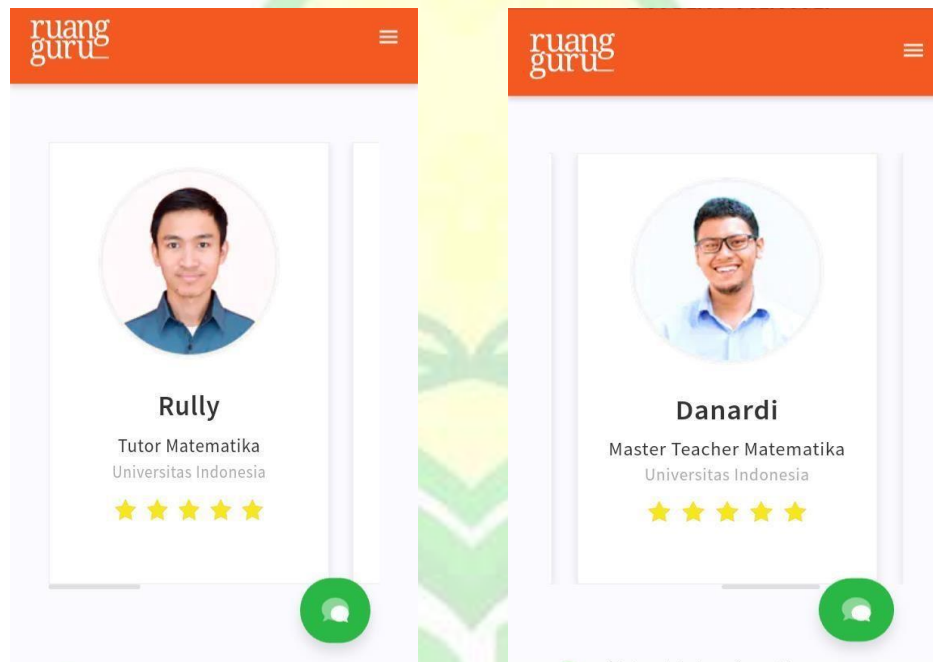 ruang
guru
Rully
Tutor Matematika
Universitas Indonesia
ruang
guru
Danardi
Master Teacher Matematika
Universitas Indonesia